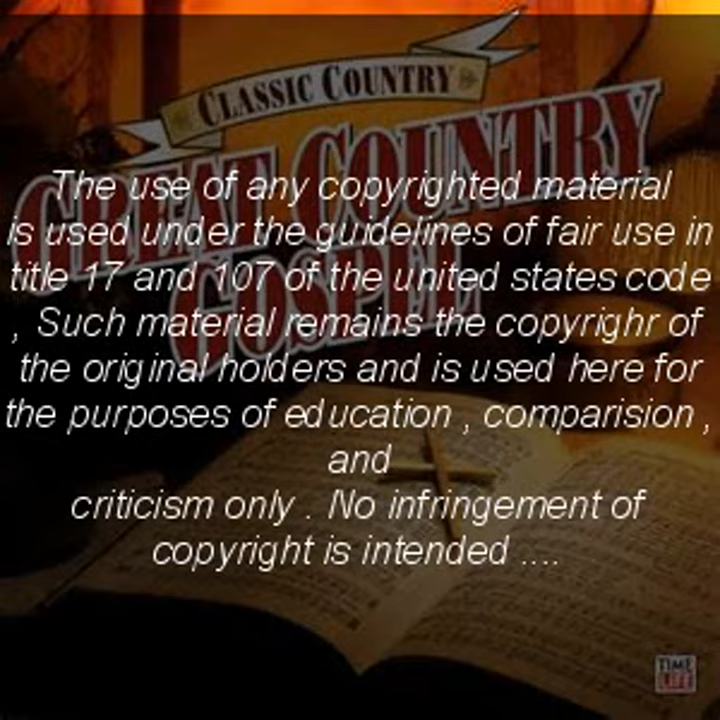 CLASSIC COUNTRY
GREAT COUNTRY
GOSPEL
The use of any copyrighted material
is used under the guidelines of fair use in
title 17 and 107 of the united states code
, Such material remains the copyrighr of
the original holders and is used here for
the purposes of education , comparision ,
and
criticism only . No infringement of
copyright is intended ....
TIME
LIFE